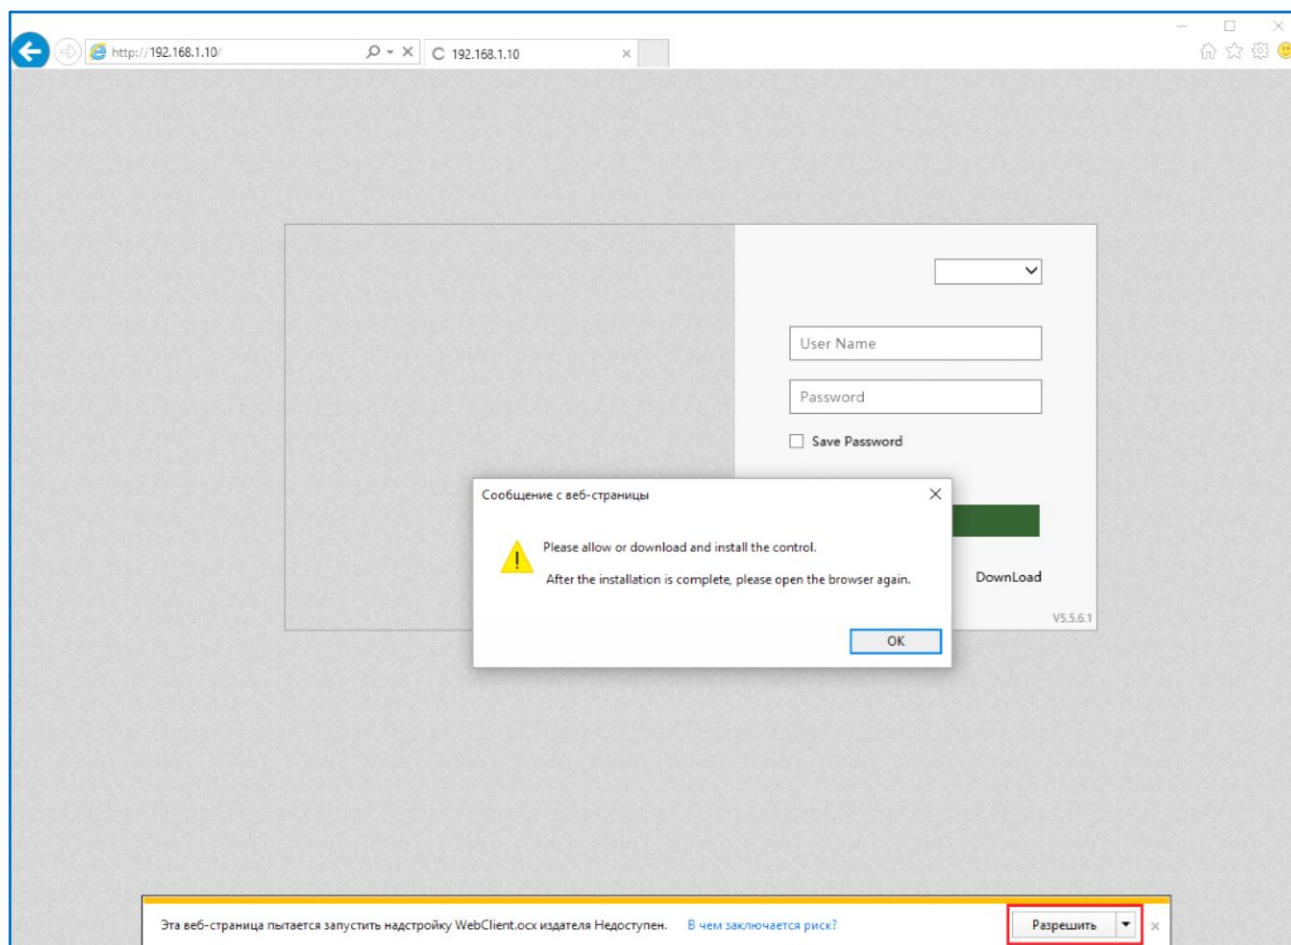 http://192.168.1.10/
192.168.1.10
User Name
Password
Save Password
Сообщение с веб-страницы
Please allow or download and install the control.
After the installation is complete, please open the browser again.
OK
DownLoad
V5.5.6.1
Эта веб-страница пытается запустить надстройку WebClient.ocx издателя Недоступен. В чем заключается риск? Разрешить